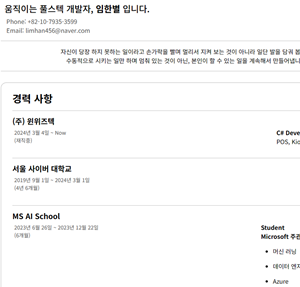 움직이는 풀스텍 개발자, 임한별 입니다.
Phone: +82-10-7935-3599
Email: limhan456@naver.com
자신이 당장 하지 못하는 일이라고 손가락을 빨며 멀리서 지켜 보는 것이 아니라 일단 발을 담궈 봅
수동적으로 시키는 일만 하며 멈춰 있는 것이 아닌, 본인이 할 수 있는 일을 계속해서 만들어냅니
경력 사항
(주) 윈위즈텍
2024년 3월 4일 ~ Now
(재직중)
C# Deve
POS, Kio
서울 사이버 대학교
2019년 9월 1일 ~ 2024년 3월 1일
(4년 6개월)
MS AI School
2023년 6월 26일 ~ 2023년 12월 22일
(6개월)
Student
Microsoft 주관
머신 러닝
데이터 엔지
Azure